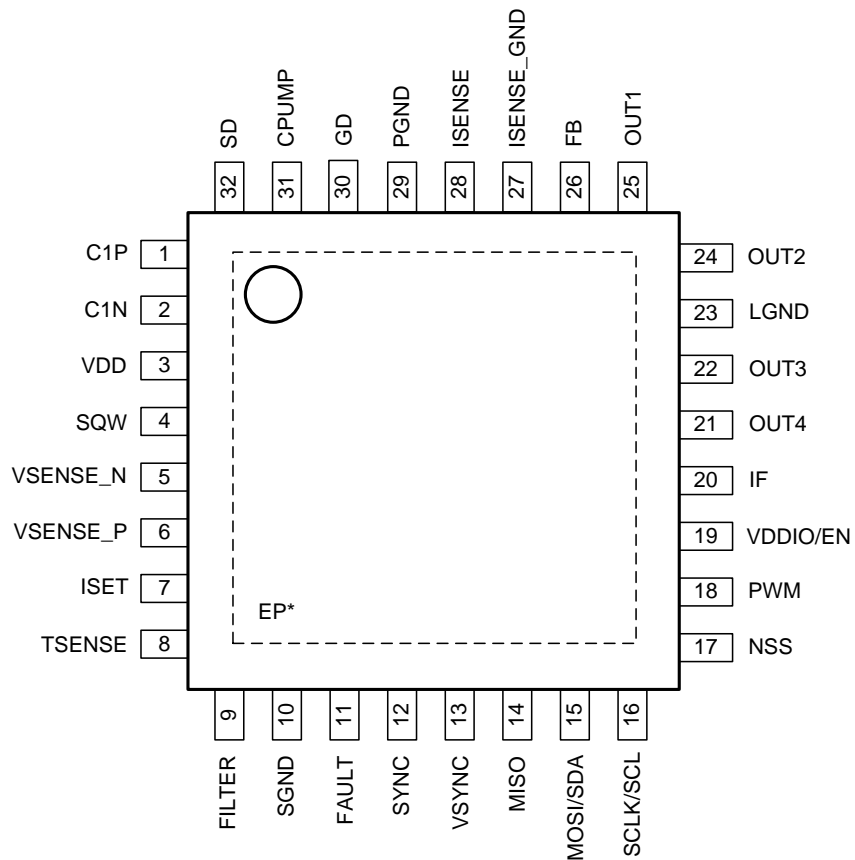 SD
CPUMP
GD
PGND
ISENSE
ISENSE_GND
FB
OUT1
32
31
30
29
28
27
26
25
C1P 1
C1N 2
VDD 3
SQW 4
VSENSE_N 5
VSENSE_P 6
ISET 7
TSENSE 8
24 OUT2
23 LGND
22 OUT3
21 OUT4
20 IF
19 VDDIO/EN
18 PWM
17 NSS
EP*
9
10
11
12
13
14
15
16
FILTER
SGND
FAULT
SYNC
VSYNC
MISO
MOSI/SDA
SCLK/SCL